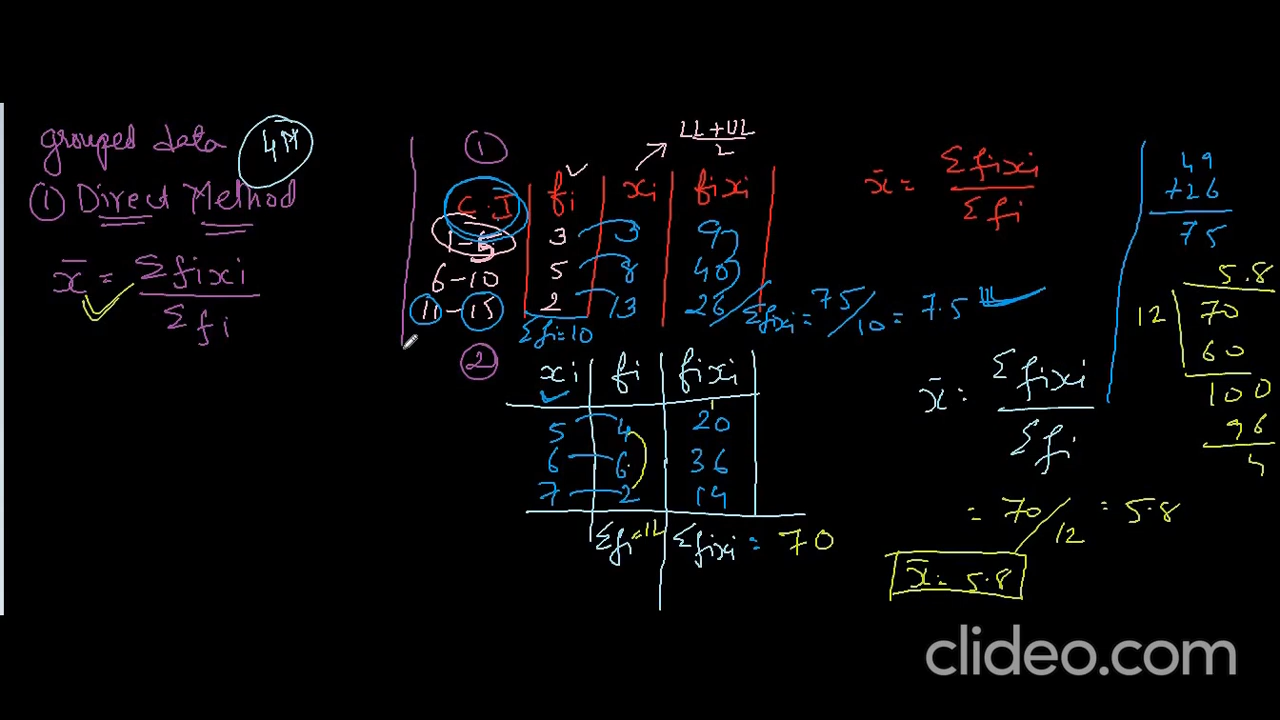 grouped data 4M
① Direct Method
x̄ = Σfixi / Σfi
①
LL+UL / 2
C.I fi xi fixi
1-5 3 3 9
6-10 5 8 40
11-15 2 13 26
Σfi=10
Σfixi = 75/10 = 7.5
x̄ = Σfixi / Σfi
49
+26
75
②
xi fi fixi
5 4 20
6 6 36
7 2 14
Σfi=12 Σfixi = 70
x̄ = Σfixi / Σfi
= 70/12 = 5.8
x̄ = 5.8
5.8
12 70
60
100
96
4
clideo.com